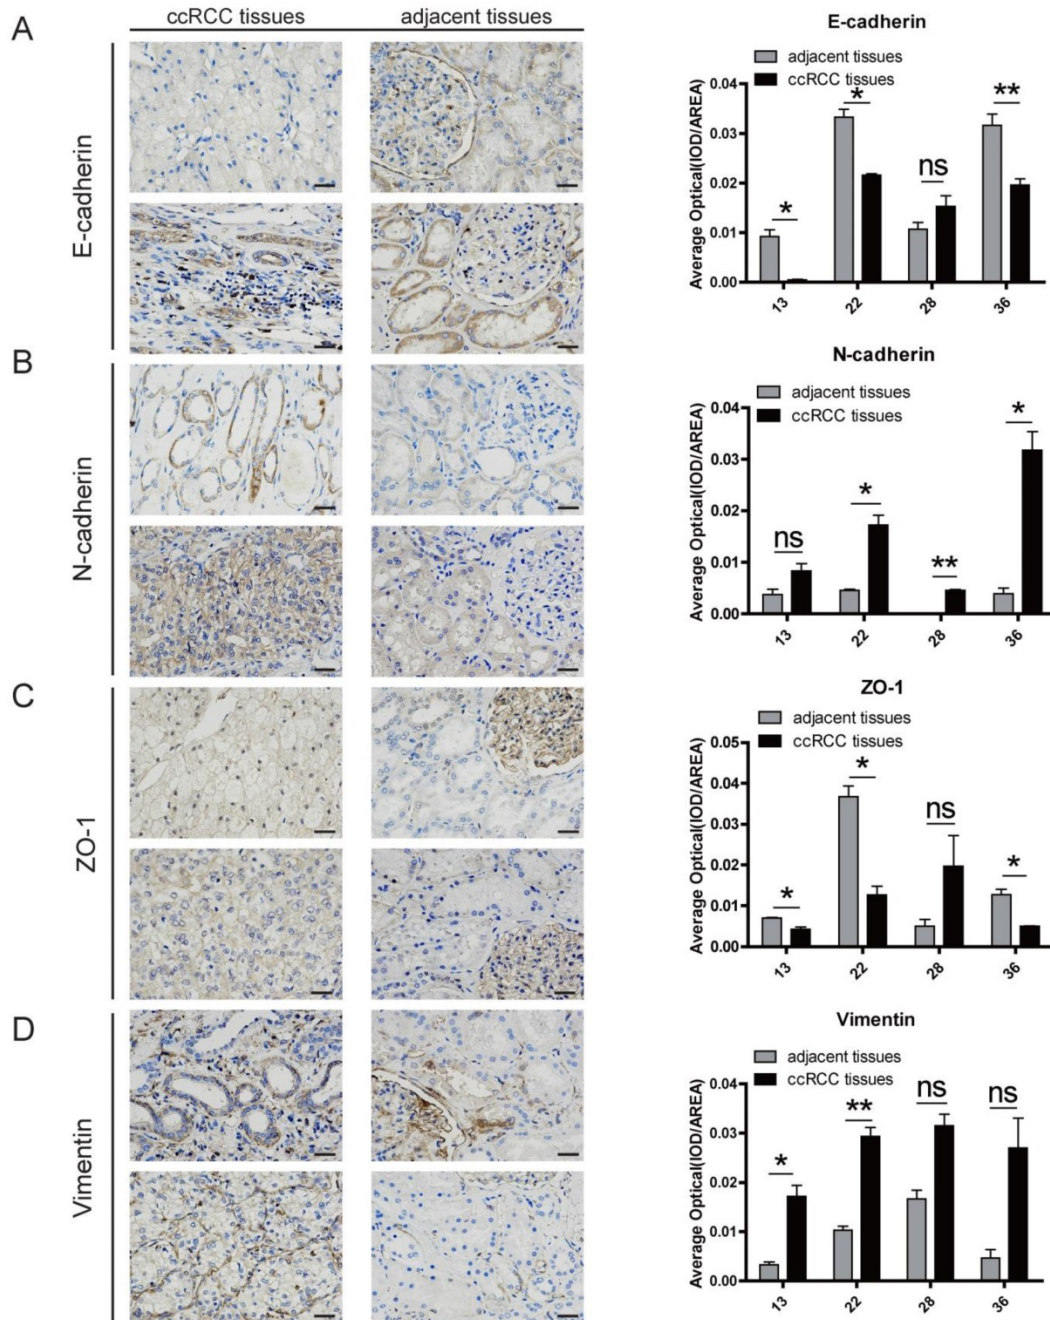 ccRCC tissues
adjacent tissues
A
E-cadherin
E-cadherin
adjacent tissues
ccRCC tissues
Average Optical(IOD/AREA)
0.04
0.03
0.02
0.01
0.00
*
*
ns
**
13
22
28
36
B
N-cadherin
N-cadherin
adjacent tissues
ccRCC tissues
Average Optical(IOD/AREA)
0.04
0.03
0.02
0.01
0.00
ns
*
**
*
13
22
28
36
C
ZO-1
ZO-1
adjacent tissues
ccRCC tissues
Average Optical(IOD/AREA)
0.05
0.04
0.03
0.02
0.01
0.00
*
*
ns
*
13
22
28
36
D
Vimentin
Vimentin
adjacent tissues
ccRCC tissues
Average Optical(IOD/AREA)
0.04
0.03
0.02
0.01
0.00
*
**
ns
ns
13
22
28
36